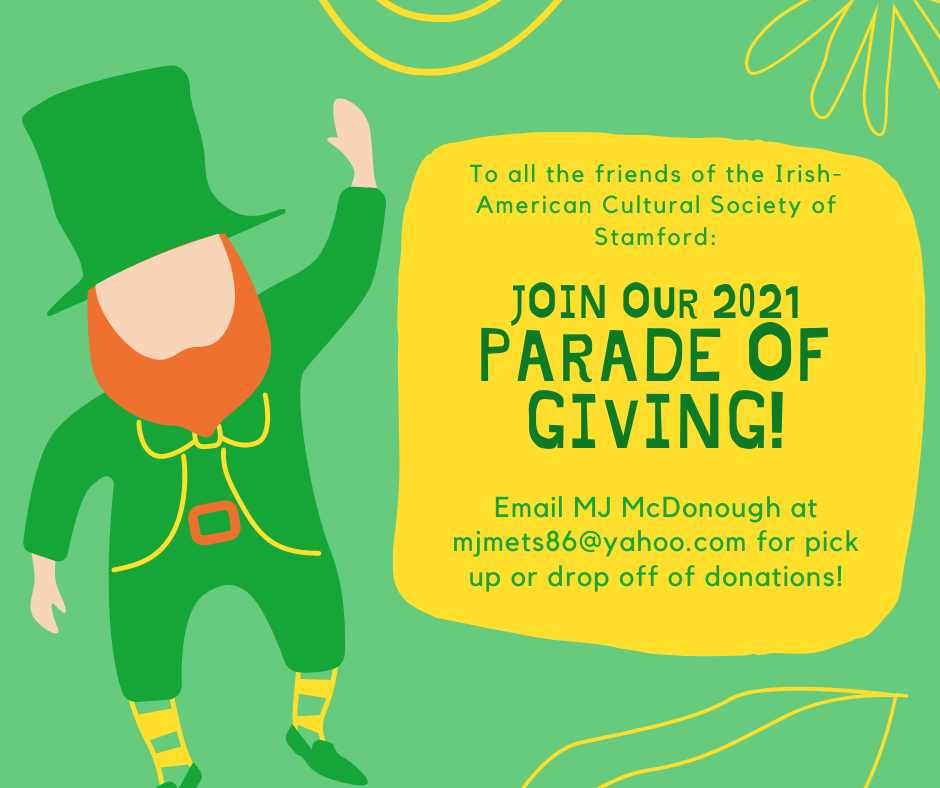 To all the friends of the Irish-
American Cultural Society of
Stamford:
JOIN OUR 2021
PARADE OF
GIVING!
Email MJ McDonough at
mjmets86@yahoo.com for pick
up or drop off of donations!